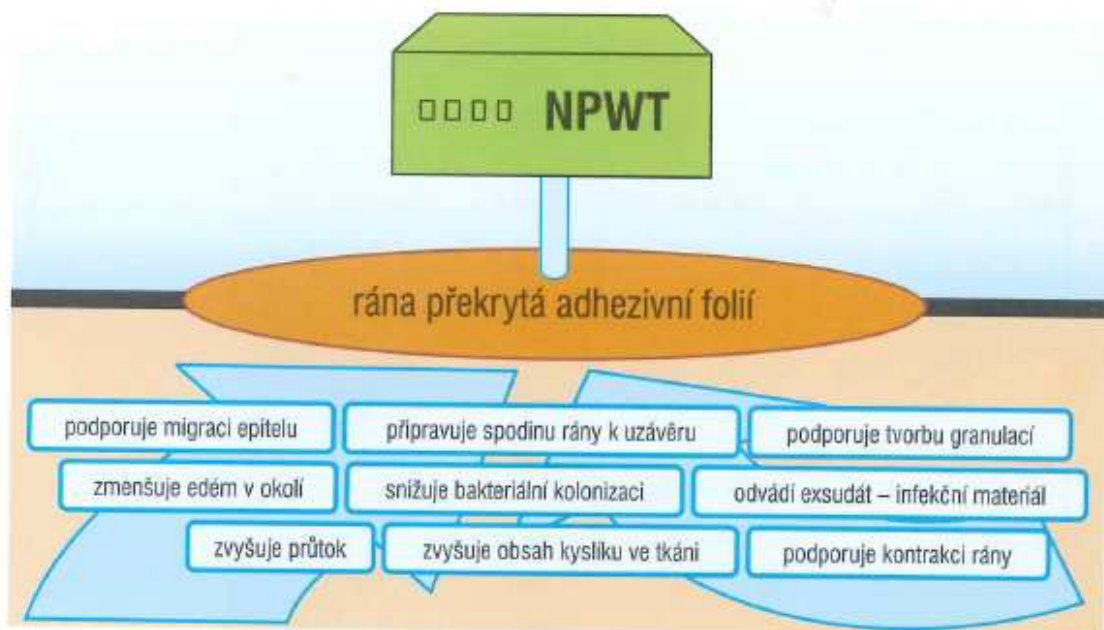 NPWT
rána překrytá adhezivní folií
podporuje migraci epitelu
připravuje spodinu rány k uzávěru
podporuje tvorbu granulací
zmenšuje edém v okolí
snižuje bakteriální kolonizaci
odvádí exsudát – infekční materiál
zvyšuje průtok
zvyšuje obsah kyslíku ve tkáni
podporuje kontrakci rány